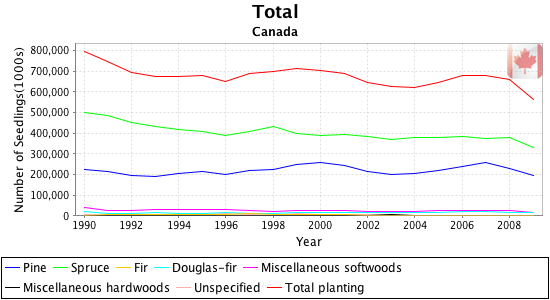 Total
Canada
Number of Seedlings(1000s)
800,000
700,000
600,000
500,000
400,000
300,000
200,000
100,000
0
1990 1992 1994 1996 1998 2000 2002 2004 2006 2008
Year
Pine Spruce Fir Douglas-fir Miscellaneous softwoods
Miscellaneous hardwoods Unspecified Total planting